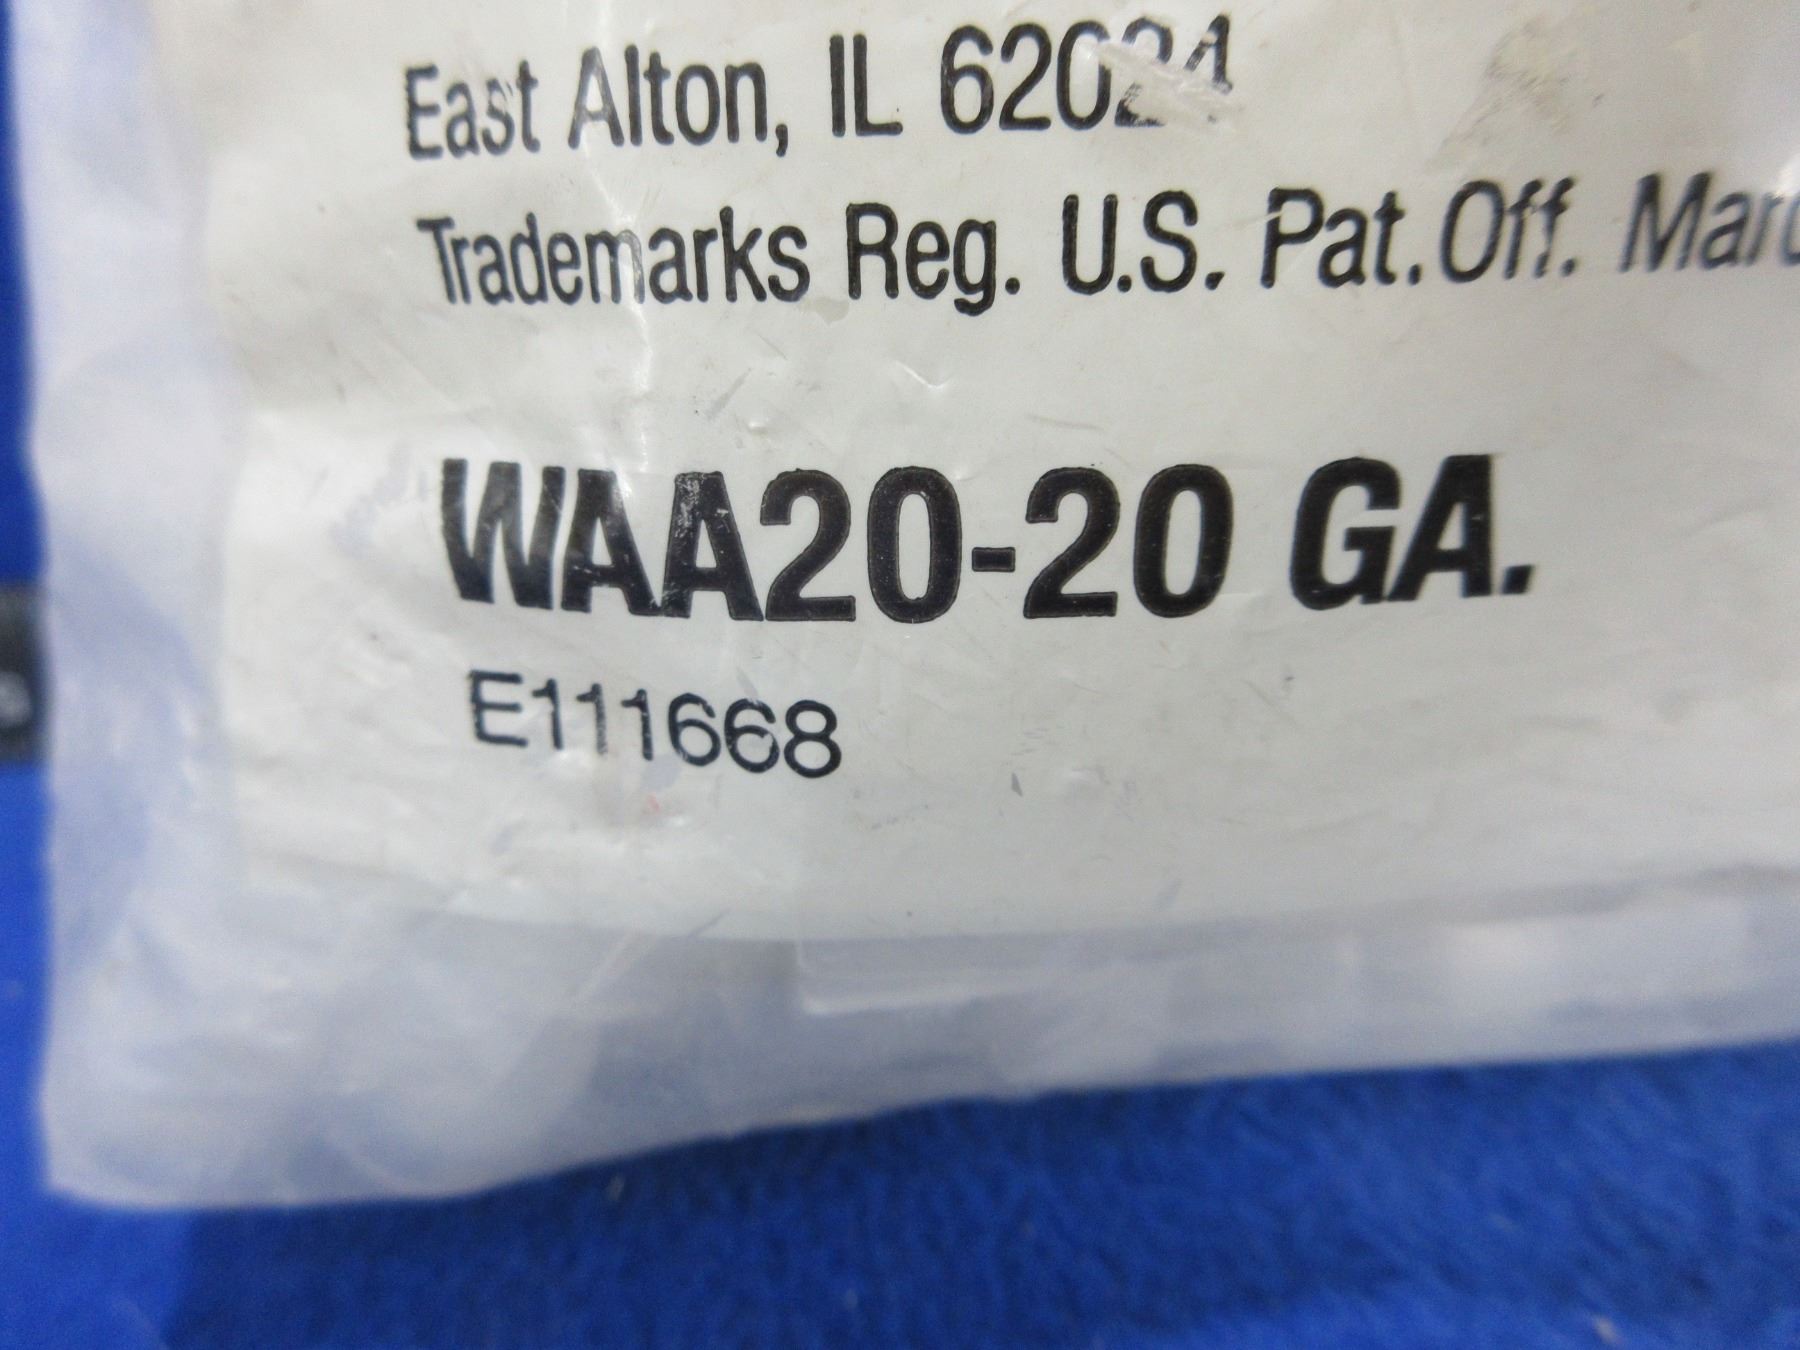 East Alton, IL 62024
Trademarks Reg. U.S. Pat. Off.
WAA20-20 GA.
E111668